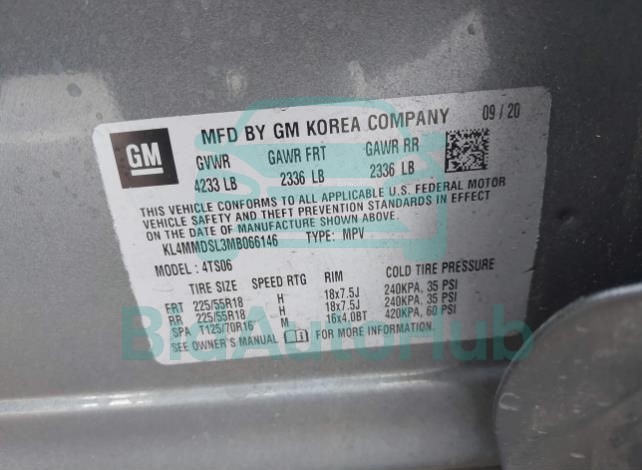 GM
MFD BY GM KOREA COMPANY 09 / 20
GVWR GAWR FRT GAWR RR
4233 LB 2336 LB 2336 LB
THIS VEHICLE CONFORMS TO ALL APPLICABLE U.S. FEDERAL MOTOR
VEHICLE SAFETY AND THEFT PREVENTION STANDARDS IN EFFECT
ON THE DATE OF MANUFACTURE SHOWN ABOVE.
KL4MMDSL3MB066146 TYPE: MPV
MODEL: 4TS06
TIRE SIZE SPEED RTG RIM COLD TIRE PRESSURE
FRT 225/55R18 H 18x7.5J 240KPA, 35 PSI
RR 225/55R18 H 18x7.5J 240KPA, 35 PSI
SPA T125/70R16 M 16x4.0BT 420KPA, 60 PSI
SEE OWNER'S MANUAL FOR MORE INFORMATION.
BidAutoHub